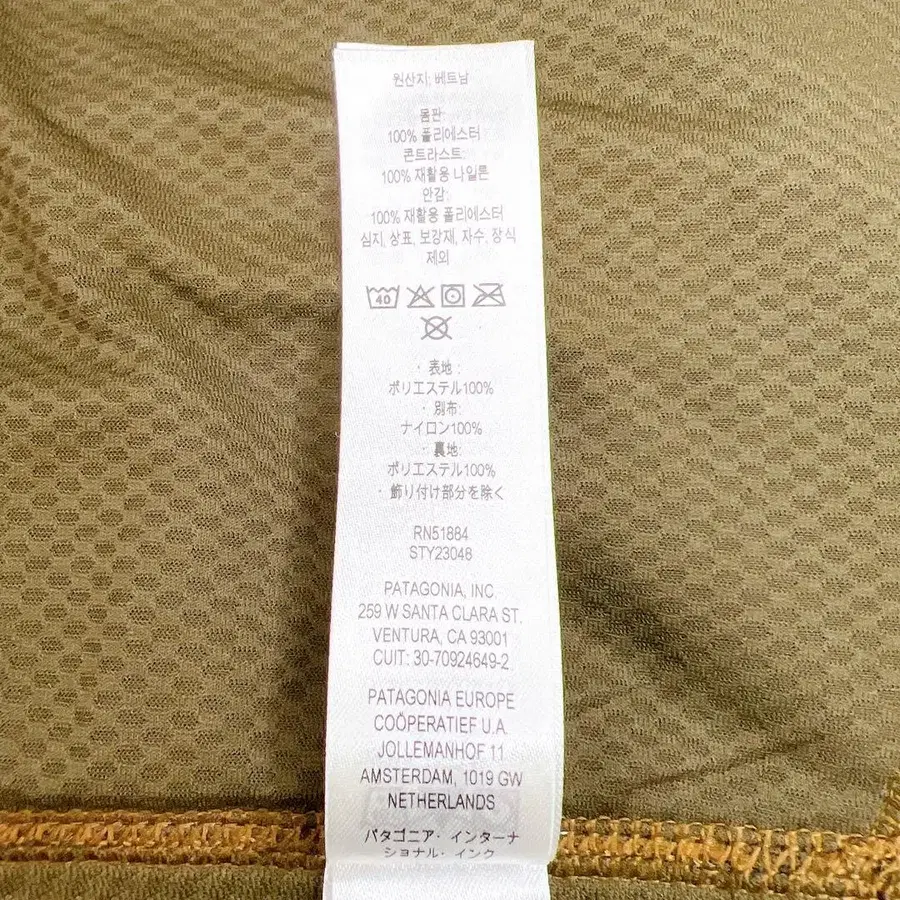 원산지: 베트남
몸판:
100% 폴리에스터
콘트라스트:
100% 재활용 나일론
안감:
100% 재활용 폴리에스터
심지, 상표, 보강재, 자수, 장식
제외
40
・表地:
ポリエステル100%
・別布:
ナイロン100%
・裏地:
ポリエステル100%
・飾り付け部分を除く
RN51884
STY23048
PATAGONIA, INC
259 W SANTA CLARA ST.
VENTURA, CA 93001
CUIT: 30-70924649-2
PATAGONIA EUROPE
COÖPERATIEF U.A.
JOLLEMANHOF 11
AMSTERDAM, 1019 GW
NETHERLANDS
パタゴニア・インターナ
ショナル・インク